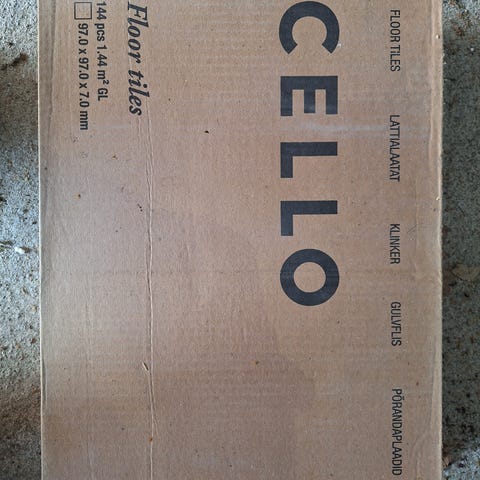 FLOOR TILES LATTIALAATAT KLINKER GULVFLIS PÕRANDAPLAADID
CELLO
Floor tiles
144 pcs 1.44 m² GL
97.0 x 97.0 x 7.0 mm